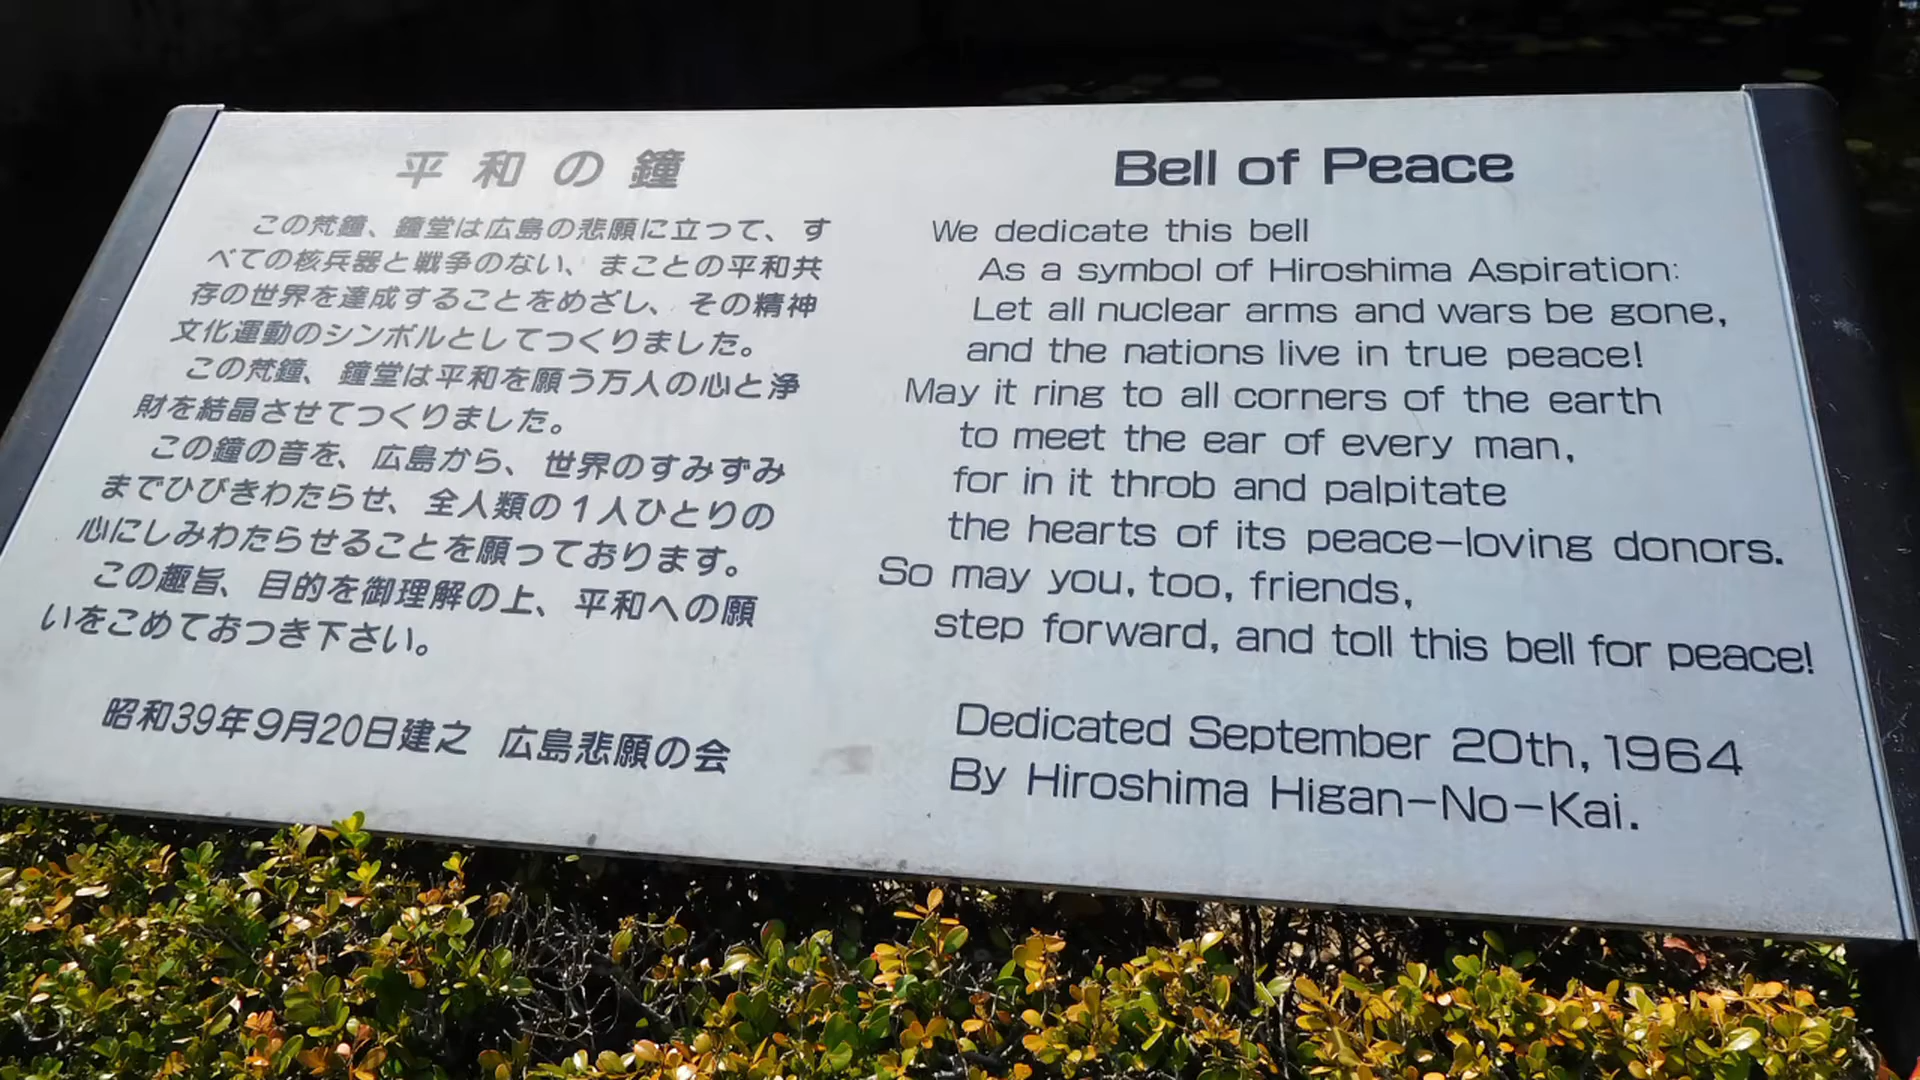 平和の鐘
この梵鐘、鐘堂は広島の悲願に立って、す
べての核兵器と戦争のない、まことの平和共
存の世界を達成することをめざし、その精神
文化運動のシンボルとしてつくりました。
この梵鐘、鐘堂は平和を願う万人の心と浄
財を結晶させてつくりました。
この鐘の音を、広島から、世界のすみずみ
までひびきわたらせ、全人類の1人ひとりの
心にしみわたらせることを願っております。
この趣旨、目的を御理解の上、平和への願
いをこめておつき下さい。
昭和39年9月20日建之 広島悲願の会
Bell of Peace
We dedicate this bell
As a symbol of Hiroshima Aspiration:
Let all nuclear arms and wars be gone,
and the nations live in true peace!
May it ring to all corners of the earth
to meet the ear of every man,
for in it throb and palpitate
the hearts of its peace-loving donors.
So may you, too, friends,
step forward, and toll this bell for peace!
Dedicated September 20th, 1964
By Hiroshima Higan-No-Kai.